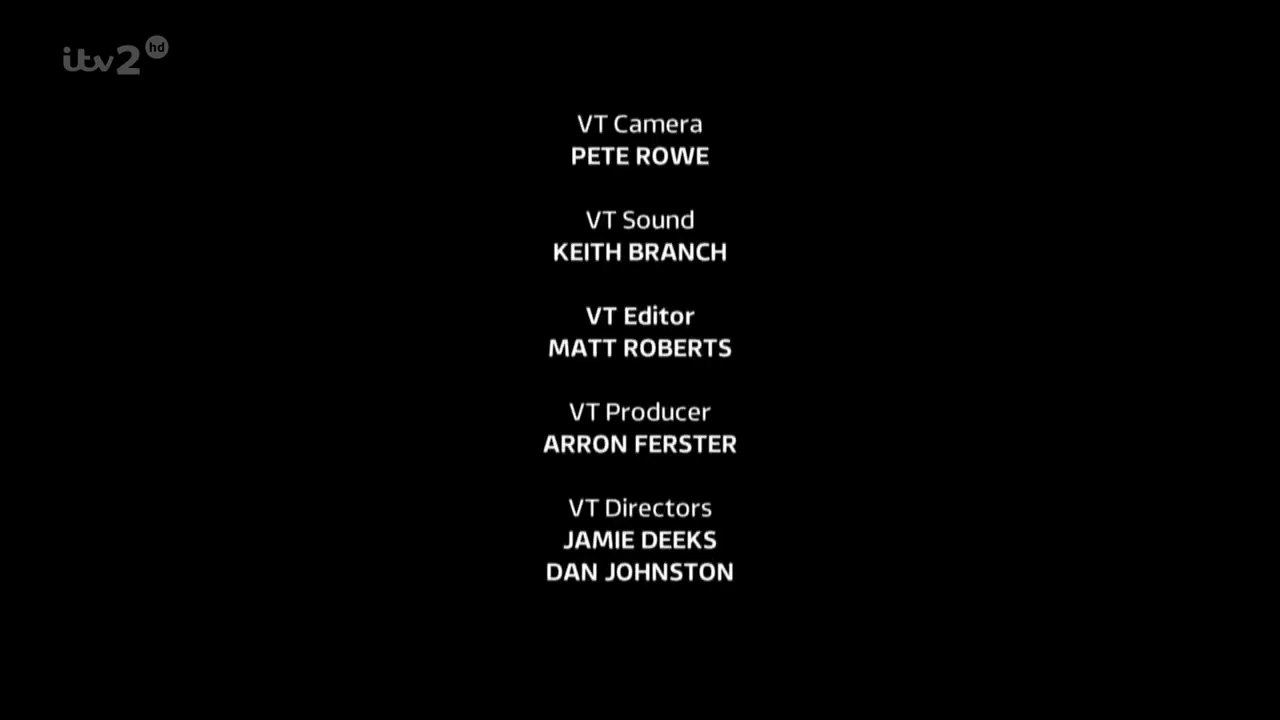 itv2 hd
VT Camera
PETE ROWE
VT Sound
KEITH BRANCH
VT Editor
MATT ROBERTS
VT Producer
ARRON FERSTER
VT Directors
JAMIE DEEKS
DAN JOHNSTON